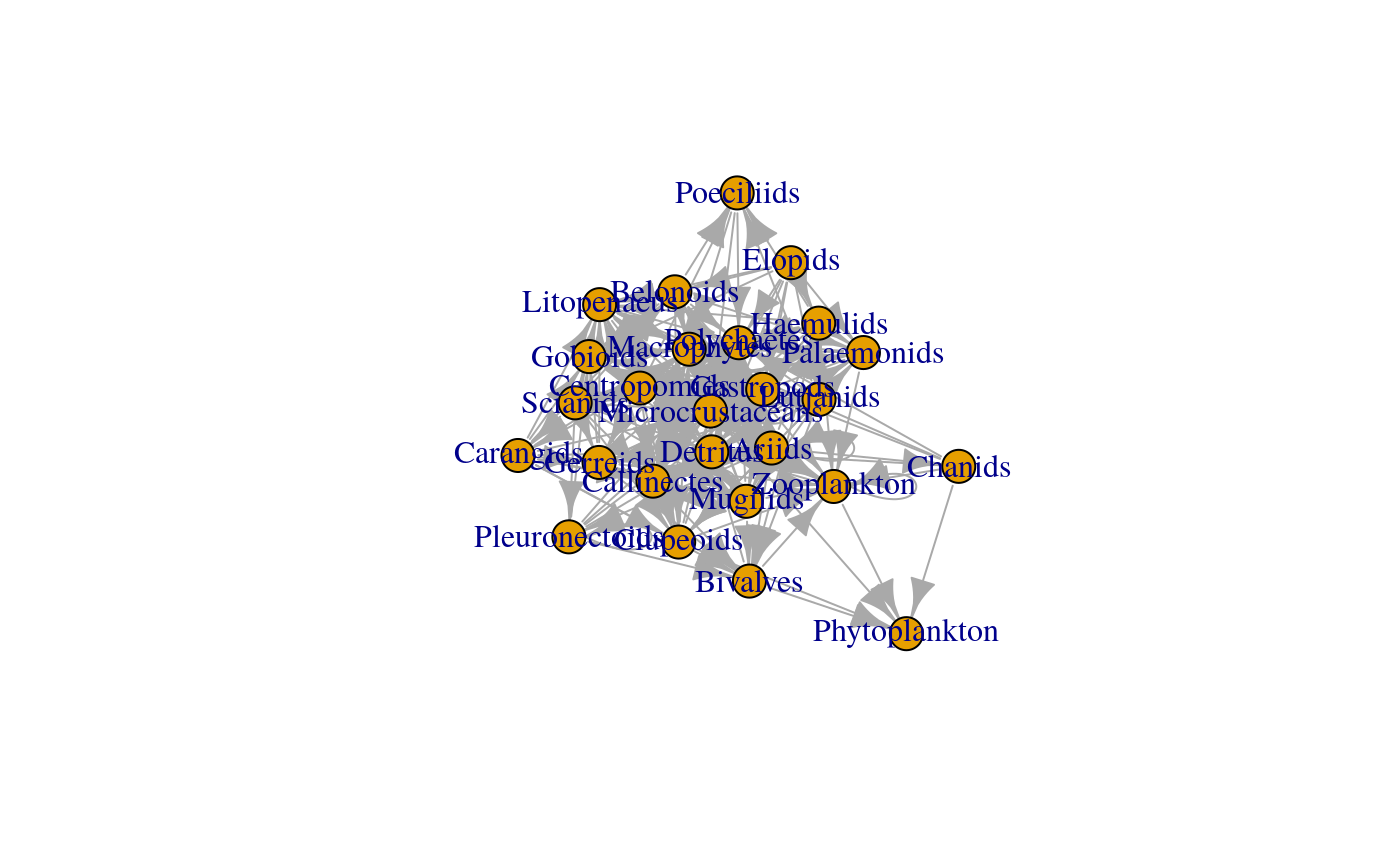 Poeciliids
Elopids
Belonoids
Litopenaeus
Haemulids
Polychaetes
Macrophytes
Palaemonids
Gobioids
Centropomids
Gastropods
Lutjanids
Scianids
Microcrustaceans
Detritus
Ariids
Carangids
Gerreids
Chanids
Callinectes
Zooplankton
Mugilids
Pleuronectoids
Clupeoids
Bivalves
Phytoplankton